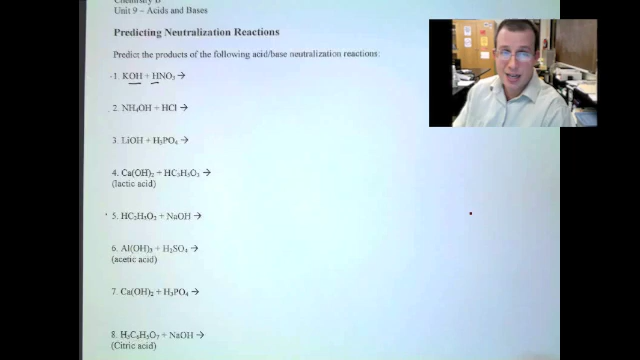 Chemistry B
Unit 9 – Acids and Bases
Predicting Neutralization Reactions
Predict the products of the following acid/base neutralization reactions:
1. KOH + HNO₃ →
2. NH₄OH + HCl →
3. LiOH + H₃PO₄ →
4. Ca(OH)₂ + HC₃H₅O₃ →
(lactic acid)
5. HC₂H₃O₂ + NaOH →
6. Al(OH)₃ + H₂SO₄ →
(acetic acid)
7. Ca(OH)₂ + H₃PO₄ →
8. H₃C₆H₅O₇ + NaOH →
(Citric acid)